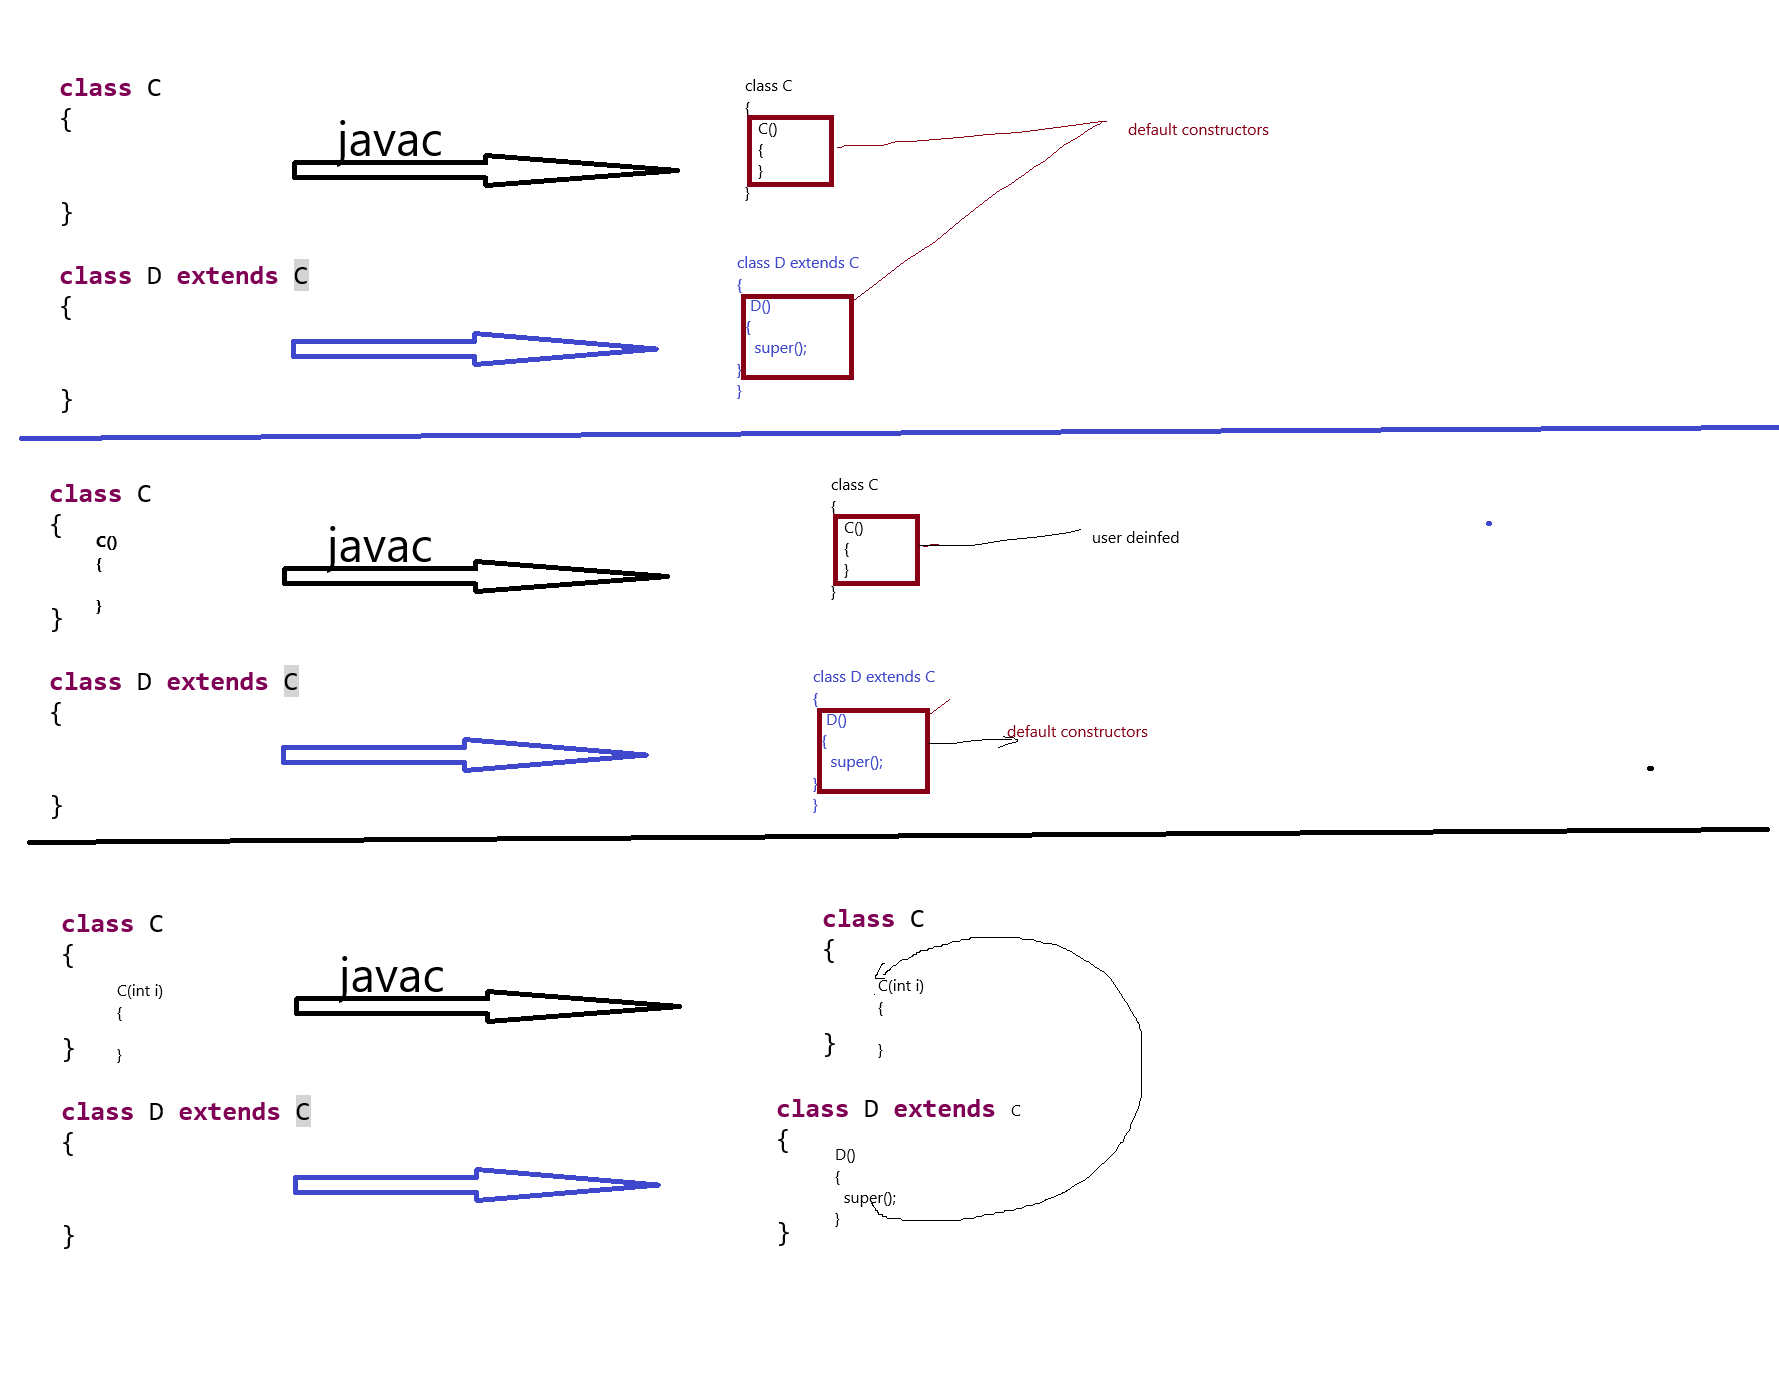 class C
{
}
javac
class C
{
C()
{
}
}
default constructors
class D extends C
{
}
class D extends C
{
D()
{
super();
}
}
class C
{
C()
{
}
}
javac
class C
{
C()
{
}
}
user deinfed
class D extends C
{
}
class D extends C
{
D()
{
super();
}
}
default constructors
class C
{
C(int i)
{
}
}
javac
class C
{
C(int i)
{
}
}
class D extends C
{
}
class D extends C
{
D()
{
super();
}
}